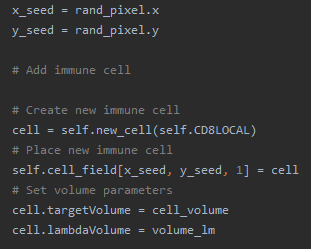 x_seed = rand_pixel.x
y_seed = rand_pixel.y
# Add immune cell
# Create new immune cell
cell = self.new_cell(self.CD8LOCAL)
# Place new immune cell
self.cell_field[x_seed, y_seed, 1] = cell
# Set volume parameters
cell.targetVolume = cell_volume
cell.lambdaVolume = volume_lm